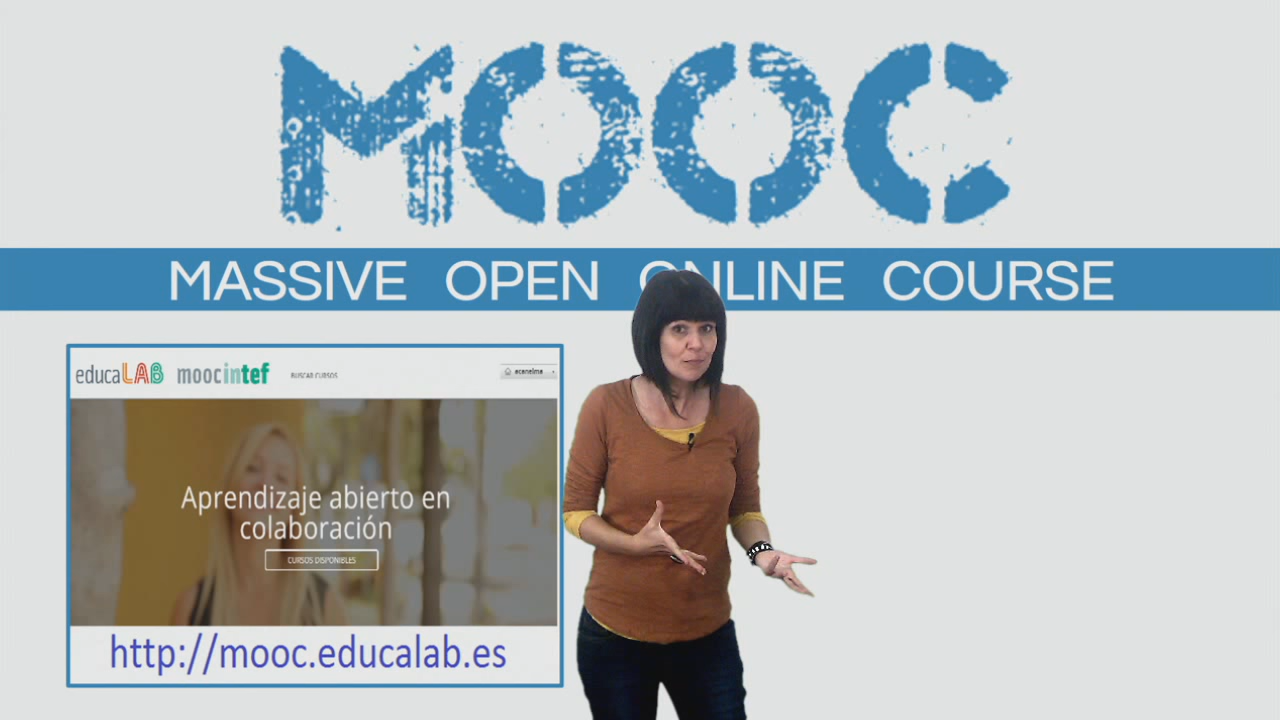 MOOC
MASSIVE OPEN ONLINE COURSE
educaLAB moocintef BUSCAR CURSOS ecanelma
Aprendizaje abierto en
colaboración
CURSOS DISPONIBLES
http://mooc.educalab.es